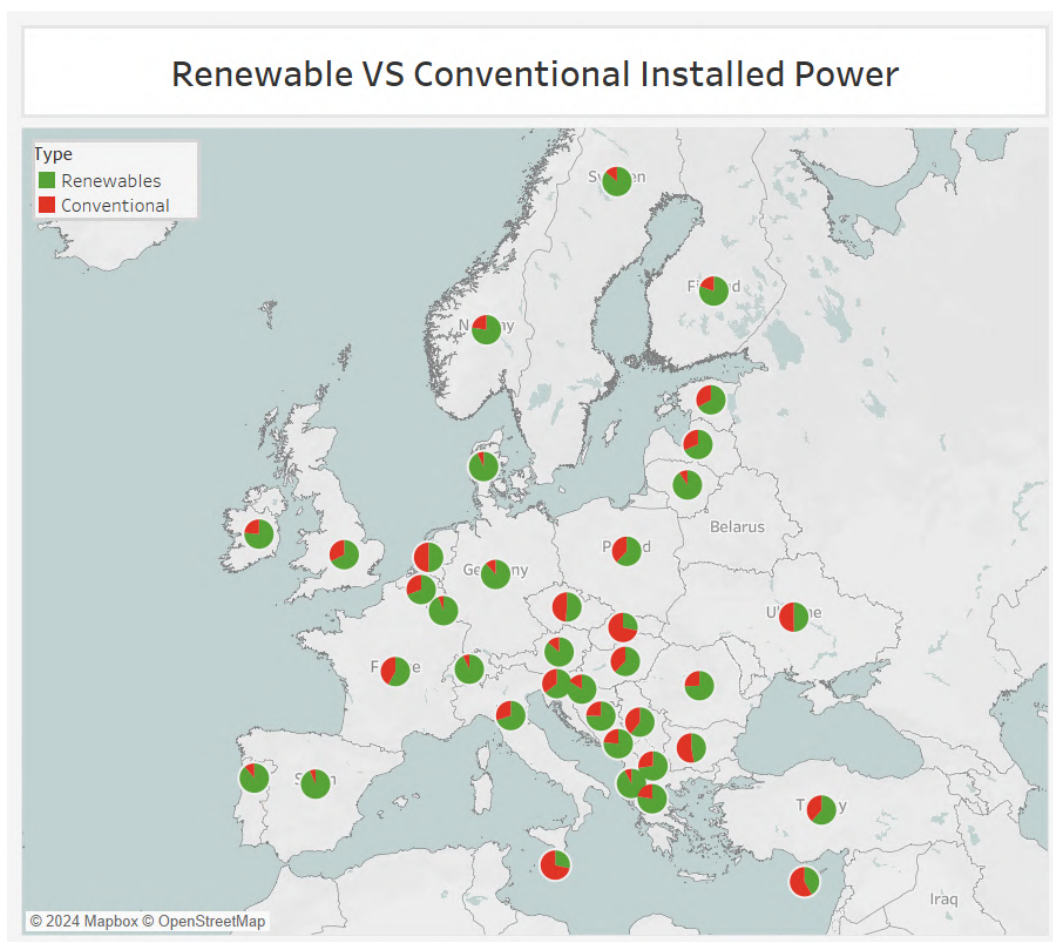 Renewable VS Conventional Installed Power
Type
Renewables
Conventional
Belarus
Iraq
© 2024 Mapbox © OpenStreetMap